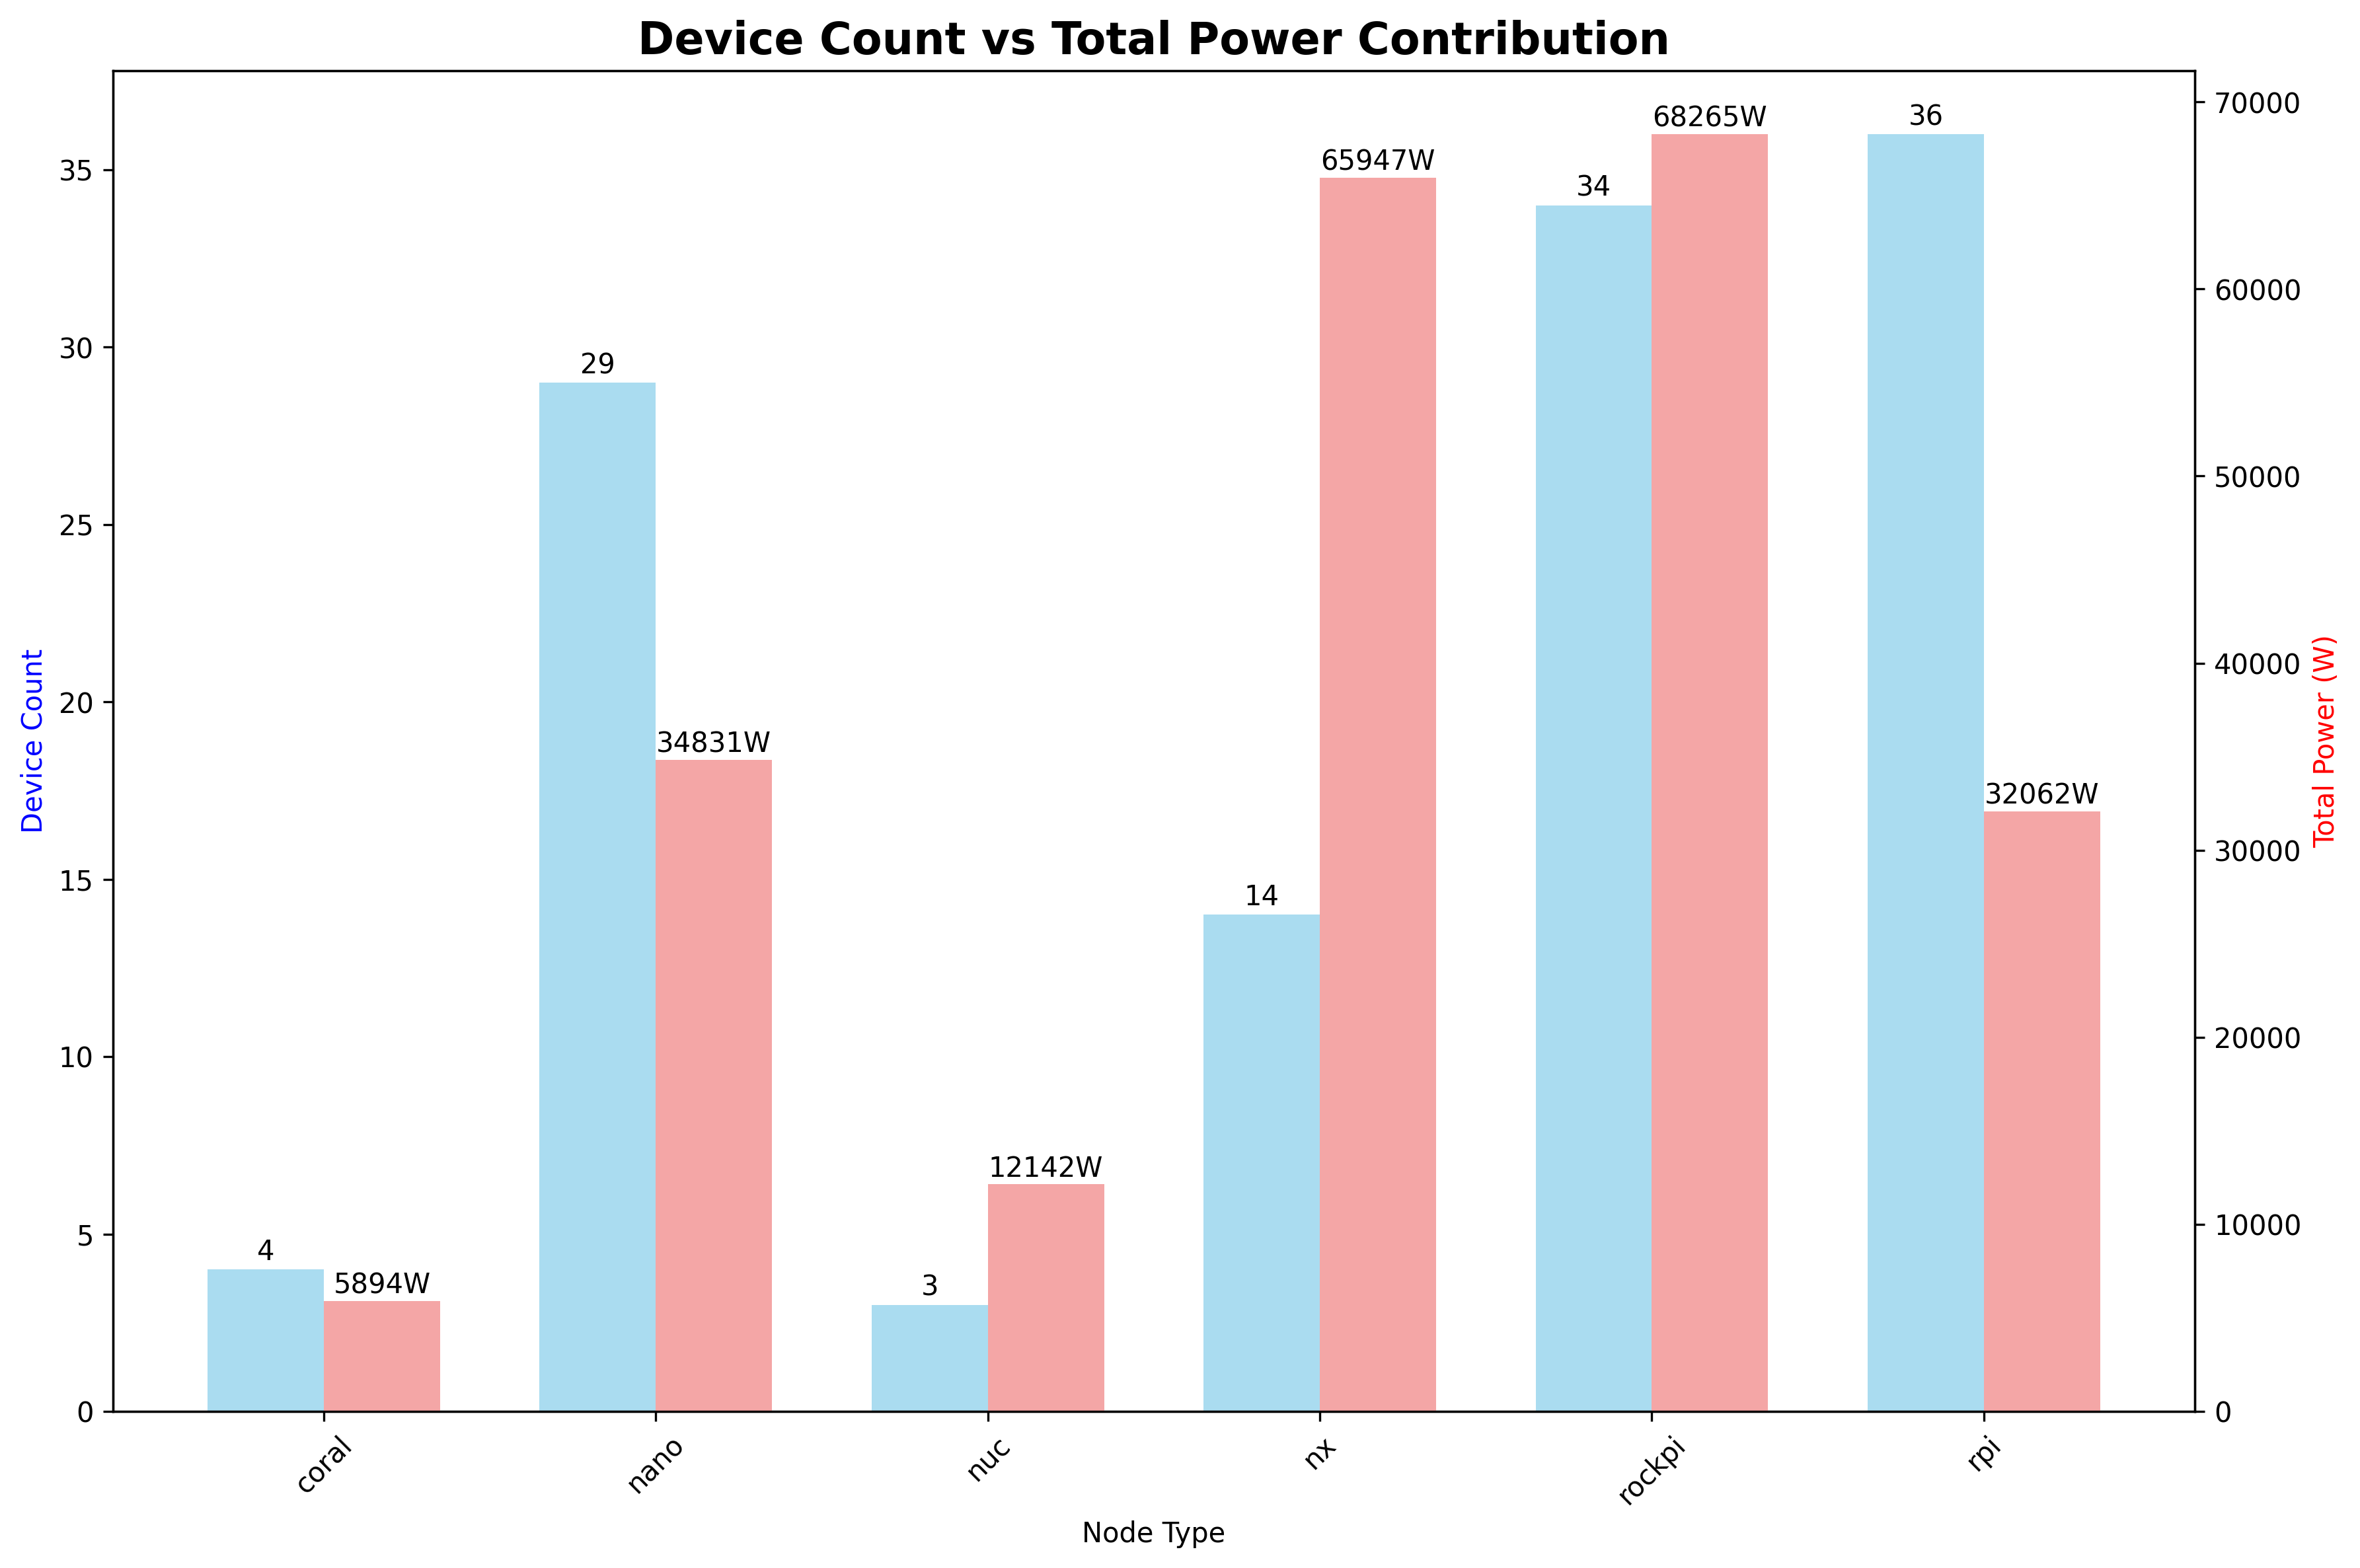 Device Count vs Total Power Contribution
Device Count
35
30
25
20
15
10
5
0
70000
60000
50000
40000
30000
20000
10000
0
Total Power (W)
4
5894W
29
34831W
3
12142W
14
65947W
34
68265W
36
32062W
coral
nano
nuc
nx
rockpi
rpi
Node Type